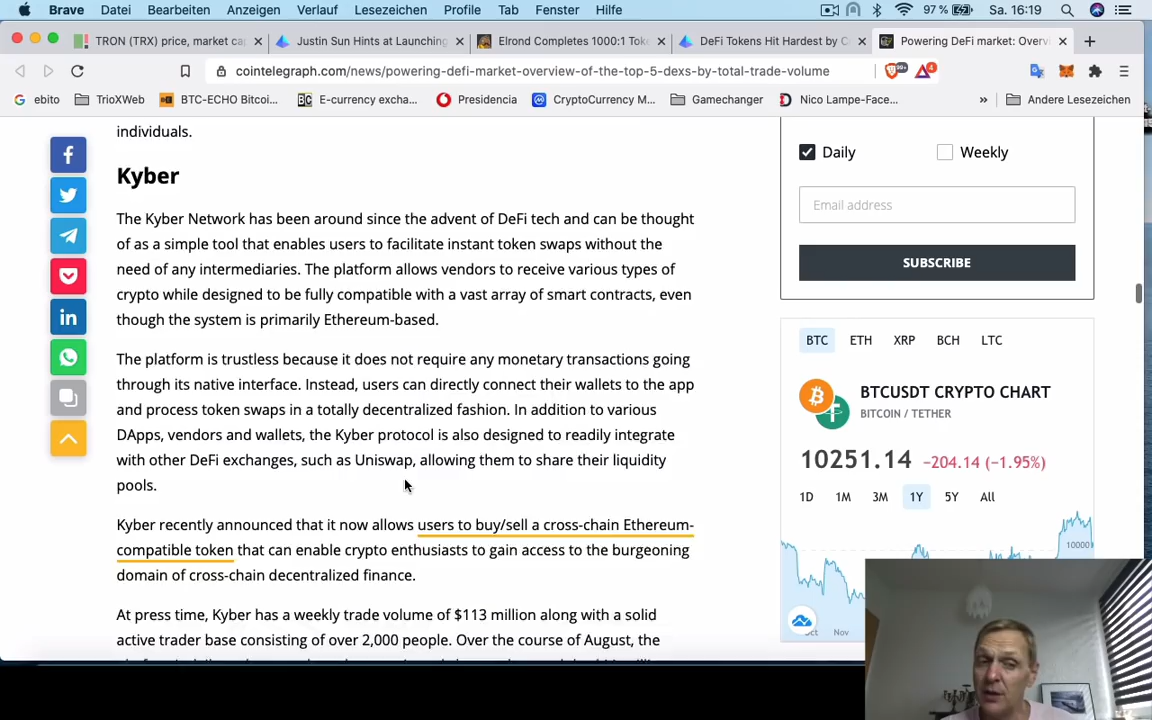 Brave Datei Bearbeiten Anzeigen Verlauf Lesezeichen Profile Tab Fenster Hilfe 97 % Sa. 16:19
TRON (TRX) price, market ca Justin Sun Hints at Launching Elrond Completes 1000:1 Tok DeFi Tokens Hit Hardest by C Powering DeFi market: Overv
cointelegraph.com/news/powering-defi-market-overview-of-the-top-5-dexs-by-total-trade-volume 99+ 4
ebito TrioXWeb BTC-ECHO Bitcoi... E-currency excha... Presidencia CryptoCurrency M... Gamechanger Nico Lampe-Face... » Andere Lesezeichen
individuals.
Kyber
The Kyber Network has been around since the advent of DeFi tech and can be thought
of as a simple tool that enables users to facilitate instant token swaps without the
need of any intermediaries. The platform allows vendors to receive various types of
crypto while designed to be fully compatible with a vast array of smart contracts, even
though the system is primarily Ethereum-based.
The platform is trustless because it does not require any monetary transactions going
through its native interface. Instead, users can directly connect their wallets to the app
and process token swaps in a totally decentralized fashion. In addition to various
DApps, vendors and wallets, the Kyber protocol is also designed to readily integrate
with other DeFi exchanges, such as Uniswap, allowing them to share their liquidity
pools.
Kyber recently announced that it now allows users to buy/sell a cross-chain Ethereum-
compatible token that can enable crypto enthusiasts to gain access to the burgeoning
domain of cross-chain decentralized finance.
At press time, Kyber has a weekly trade volume of $113 million along with a solid
active trader base consisting of over 2,000 people. Over the course of August, the
Daily Weekly
Email address
SUBSCRIBE
BTC ETH XRP BCH LTC
BTCUSDT CRYPTO CHART
BITCOIN / TETHER
10251.14 −204.14 (−1.95%)
1D 1M 3M 1Y 5Y All
10000
Oct Nov